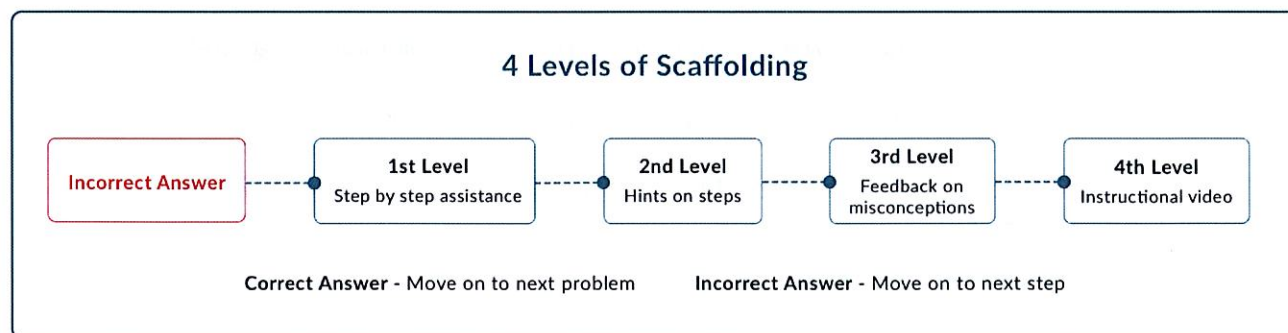 4 Levels of Scaffolding
Incorrect Answer
1st Level
Step by step assistance
2nd Level
Hints on steps
3rd Level
Feedback on
misconceptions
4th Level
Instructional video
Correct Answer - Move on to next problem
Incorrect Answer - Move on to next step